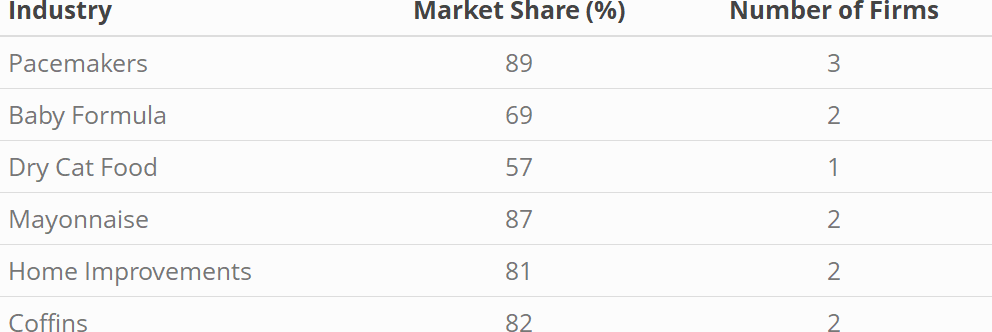 Industry Market Share (%) Number of Firms
Pacemakers 89 3
Baby Formula 69 2
Dry Cat Food 57 1
Mayonnaise 87 2
Home Improvements 81 2
Coffins 82 2